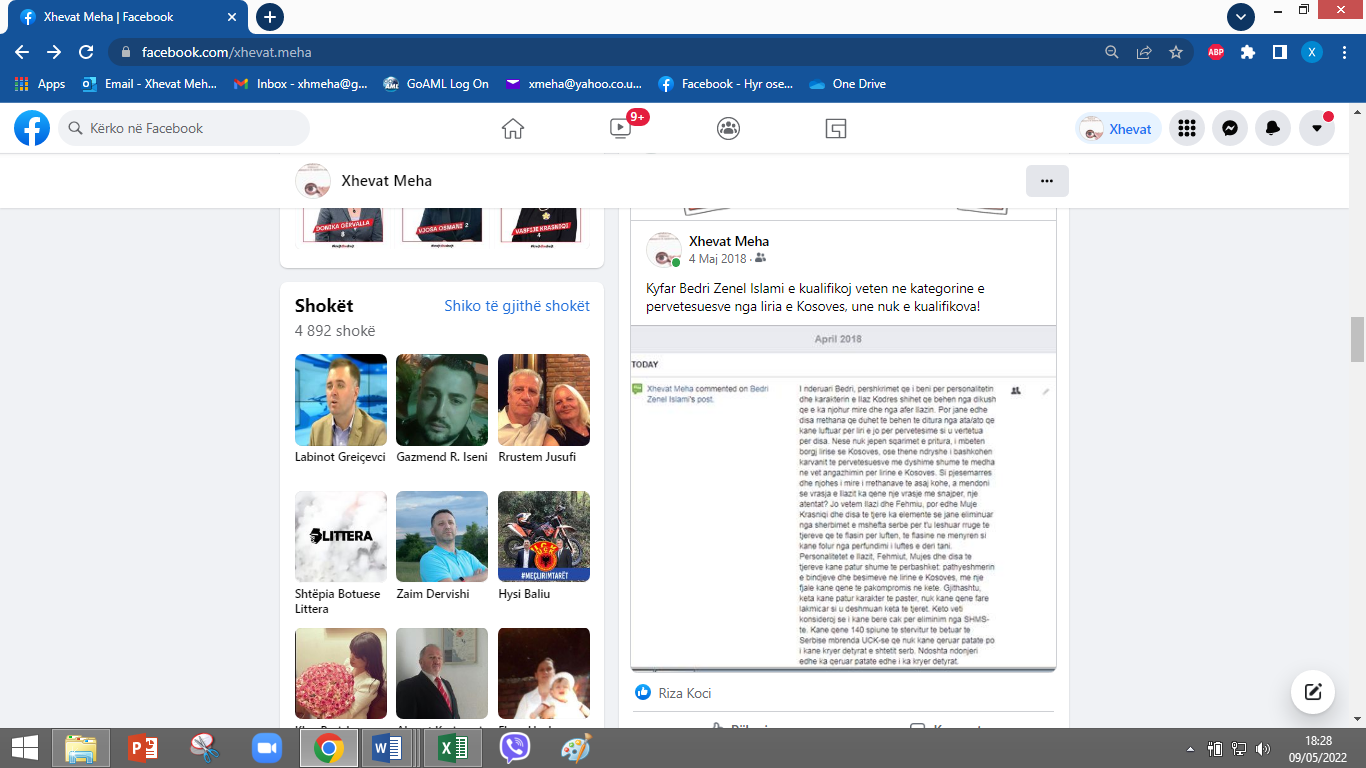 Xhevat Meha | Facebook
facebook.com/xhevat.meha
ABP
X
Apps
Email - Xhevat Meh...
Inbox - xhmeha@g...
GoAML Log On
xmeha@yahoo.co.u...
Facebook - Hyr ose...
One Drive
Kërko në Facebook
9+
Xhevat
Xhevat Meha
DONIKA GËRVALLA
8
VJOSA OSMANI 2
VASFIJE KRASNIQI
4
Shokët
Shiko të gjithë shokët
4 892 shokë
Labinot Greiçevci
Gazmend R. Iseni
Rrustem Jusufi
LITTERA
UÇK
#MEÇLIRIMTARËT
Shtëpia Botuese
Littera
Zaim Dervishi
Hysi Baliu
Xhevat Meha
4 Maj 2018 ·
Kyfar Bedri Zenel Islami e kualifikoj veten ne kategorine e
pervetesuesve nga liria e Kosoves, une nuk e kualifikova!
April 2018
TODAY
Xhevat Meha commented on Bedri
Zenel Islami's post.
I nderuari Bedri, pershkrimet qe i beni per personalitetin
dhe karakterin e Ilaz Kodres shihet qe behen nga dikush
qe e ka njohur mire dhe nga afer Ilazin. Por jane edhe
disa rrethana qe duhet te behen te ditura nga ata/ato qe
kane luftuar per liri e jo per pervetesime si u vertetua
per disa. Nese nuk jepen sqarimet e pritura, i mbeten
borgj lirise se Kosoves, ose thene ndryshe i bashkohen
karvanit te pervetesuesve me dyshime shume te medha
ne vet angazhimin per lirine e Kosoves. Si pjesemarres
dhe njohes i mire i rrethanave te asaj kohe, a mendoni
se vrasja e Ilazit ka qene nje vrasje me snajper, nje
atentat? Jo vetem Ilazi dhe Fehmiu, por edhe Muje
Krasniqi dhe disa te tjere ka elemente se jane eliminuar
nga sherbimet e mshefta serbe per t'u leshuar rruge te
tjereve qe te flasin per luften, te flasine ne menyren si
kane folur nga perfundimi i luftes e deri tani.
Personalitetet e Ilazit, Fehmiut, Mujes dhe disa te
tjereve kane patur shume te perbashket: pathyeshmerin
e bindjeve dhe besimeve ne lirine e Kosoves, me nje
fjale kane qene te pakompromis ne kete. Gjithashtu,
keta kane patur karakter te paster, nuk kane qene fare
lakmicar si u deshmuan keta te tjeret. Keto veti
konsideroj se i kane bere cak per eliminim nga SHMS-
te. Kane qene 140 spiune te stervitur te betuar te
Serbise mbrenda UCK-se qe nuk kane qeruar patate po
i kane kryer detyrat e shtetit serb. Ndoshta ndonjeri
edhe ka qeruar patate edhe i ka kryer detyrat.
Riza Koci
18:28
09/05/2022